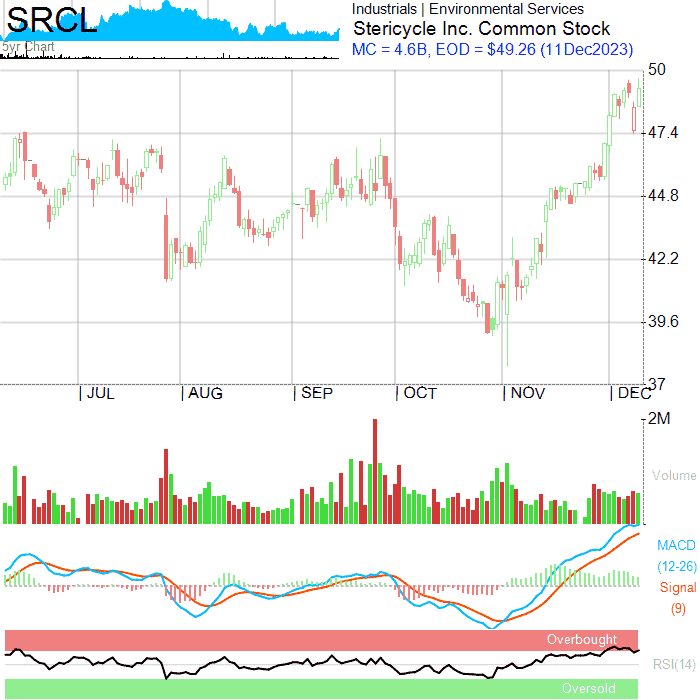 SRCL
5yr Chart
Industrials | Environmental Services
Stericycle Inc. Common Stock
MC = 4.6B, EOD = $49.26 (11Dec2023)
50
47.4
44.8
42.2
39.6
37
JUL
AUG
SEP
OCT
NOV
DEC
2M
Volume
MACD
(12-26)
Signal
(9)
Overbought
RSI(14)
Oversold